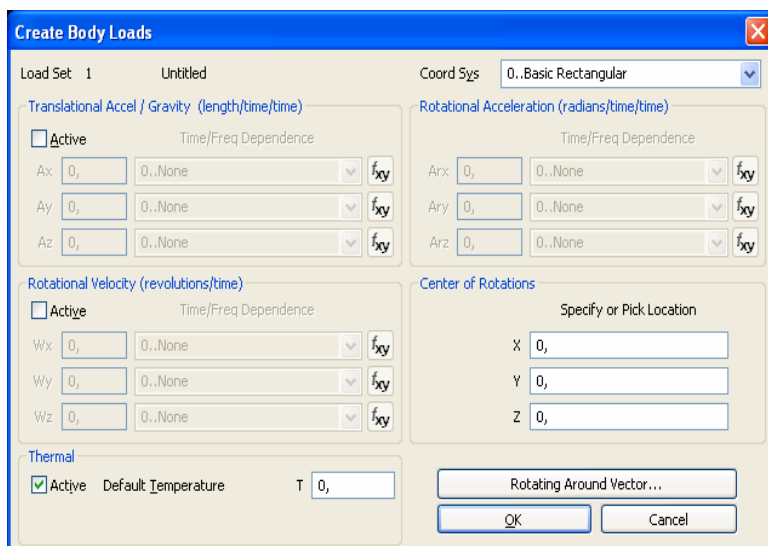 Create Body Loads
Load Set 1 Untitled Coord Sys 0..Basic Rectangular
Translational Accel / Gravity (length/time/time)
Active Time/Freq Dependence
Ax 0, 0..None fxy
Ay 0, 0..None fxy
Az 0, 0..None fxy
Rotational Acceleration (radians/time/time)
Time/Freq Dependence
Arx 0, 0..None fxy
Ary 0, 0..None fxy
Arz 0, 0..None fxy
Rotational Velocity (revolutions/time)
Active Time/Freq Dependence
Wx 0, 0..None fxy
Wy 0, 0..None fxy
Wz 0, 0..None fxy
Center of Rotations
Specify or Pick Location
X 0,
Y 0,
Z 0,
Thermal
Active Default Temperature T 0,
Rotating Around Vector...
OK Cancel